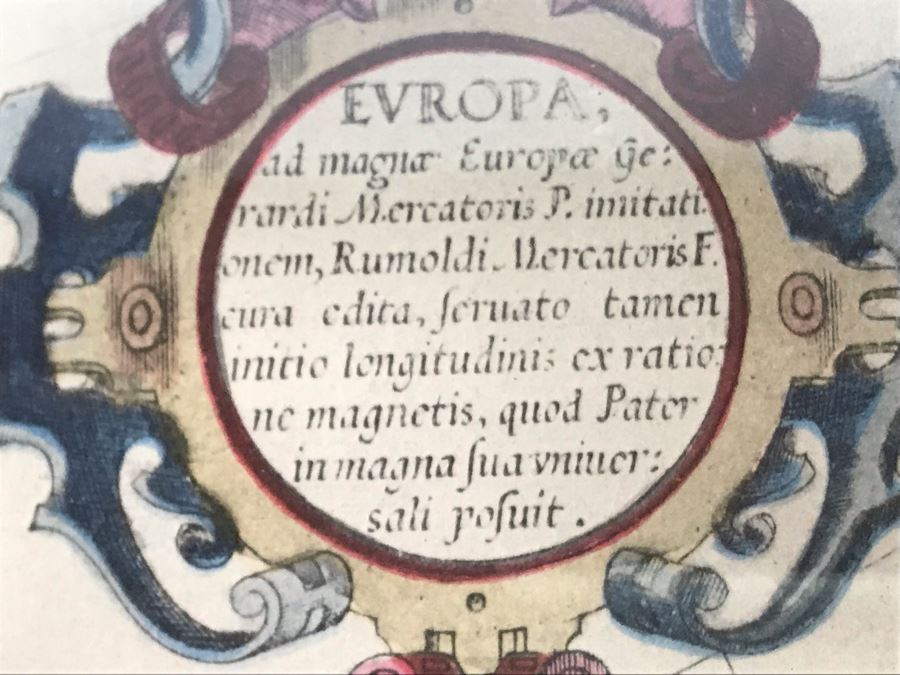 EVROPA,
ad magnæ Europæ Ge:
rardi Mercatoris P. imitati:
onem, Rumoldi Mercatoris F.
cura edita, ſeruato tamen
initio longitudinis ex ratio:
ne magnetis, quod Pater
in magna ſua vniuer:
sali poſuit.